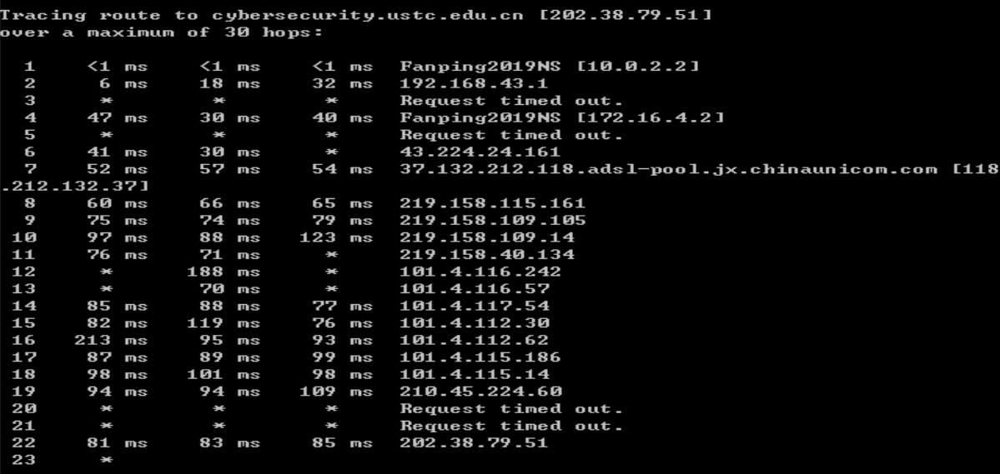 Tracing route to cybersecurity.ustc.edu.cn [202.38.79.51]
over a maximum of 30 hops:
1 <1 ms <1 ms <1 ms Fanping2019NS [10.0.2.2]
2 6 ms 18 ms 32 ms 192.168.43.1
3 * * * Request timed out.
4 47 ms 30 ms 40 ms Fanping2019NS [172.16.4.2]
5 * * * Request timed out.
6 41 ms 30 ms * 43.224.24.161
7 52 ms 57 ms 54 ms 37.132.212.118.adsl-pool.jx.chinaunicom.com [118
.212.132.37]
8 60 ms 66 ms 65 ms 219.158.115.161
9 75 ms 74 ms 79 ms 219.158.109.105
10 97 ms 88 ms 123 ms 219.158.109.14
11 76 ms 71 ms * 219.158.40.134
12 * 188 ms * 101.4.116.242
13 * 70 ms * 101.4.116.57
14 85 ms 88 ms 77 ms 101.4.117.54
15 82 ms 119 ms 76 ms 101.4.112.30
16 213 ms 95 ms 93 ms 101.4.112.62
17 87 ms 89 ms 99 ms 101.4.115.186
18 98 ms 101 ms 98 ms 101.4.115.14
19 94 ms 94 ms 109 ms 210.45.224.60
20 * * * Request timed out.
21 * * * Request timed out.
22 81 ms 83 ms 85 ms 202.38.79.51
23 *